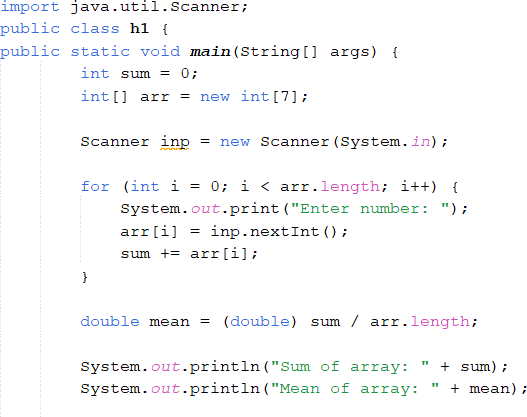 import java.util.Scanner;
public class h1 {
public static void main(String[] args) {
int sum = 0;
int[] arr = new int[7];
Scanner inp = new Scanner(System.in);
for (int i = 0; i < arr.length; i++) {
System.out.print("Enter number: ");
arr[i] = inp.nextInt();
sum += arr[i];
}
double mean = (double) sum / arr.length;
System.out.println("Sum of array: " + sum);
System.out.println("Mean of array: " + mean);